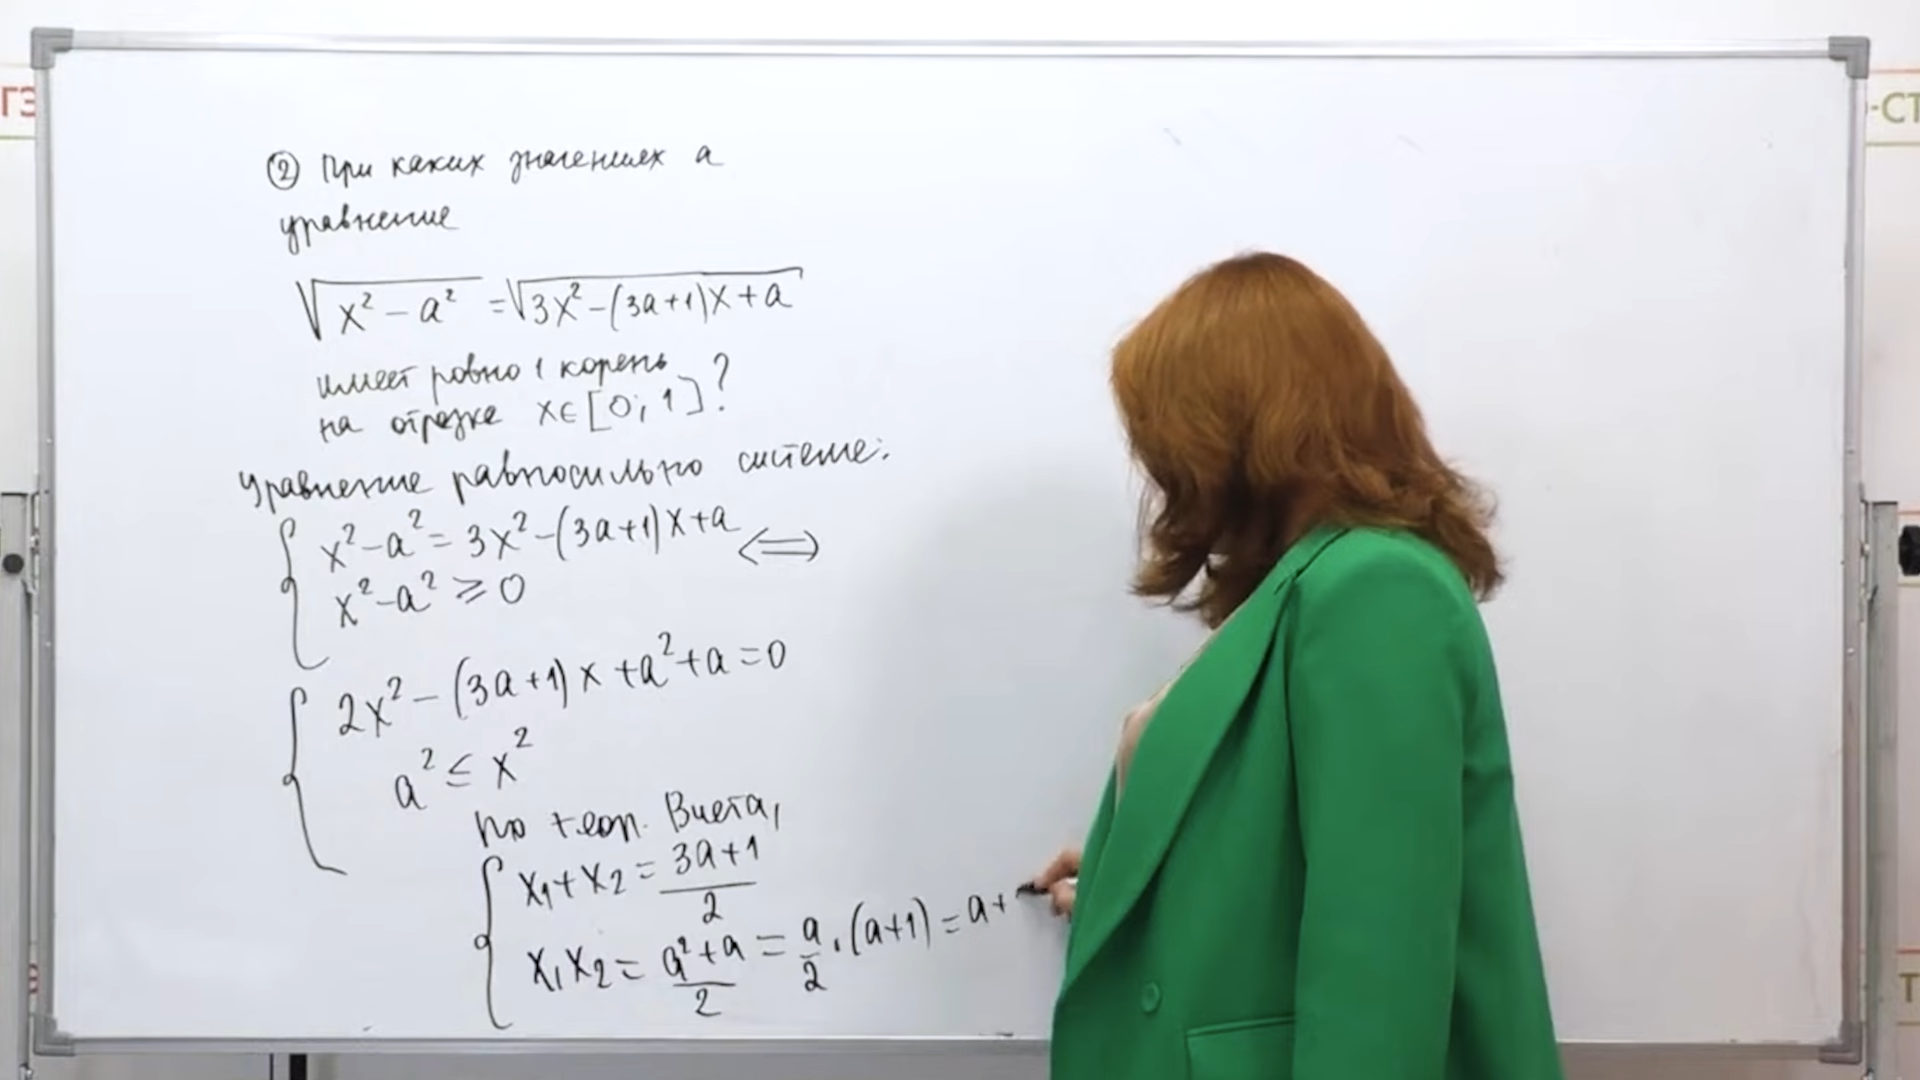 ГЭ
-СТ
② При каких значениях a
уравнение
√(x² - a²) = √(3x² - (3a+1)x + a)
имеет ровно 1 корень
на отрезке x∈[0; 1]?
Уравнение равносильно системе:
x² - a² = 3x² - (3a+1)x + a ⟺
x² - a² ⩾ 0
2x² - (3a+1)x + a² + a = 0
a² ≤ x²
По теор. Виета,
x₁ + x₂ = (3a+1)/2
x₁x₂ = (a² + a)/2 = a/2 · (a+1) = a +